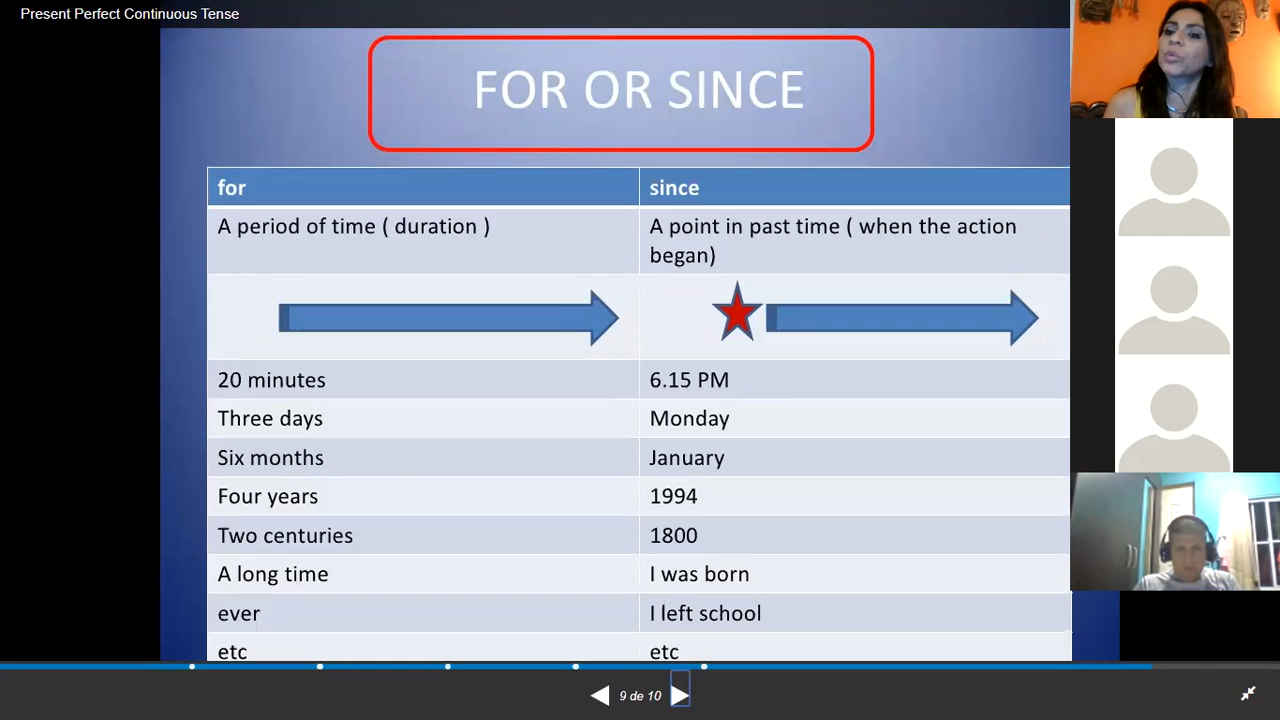 Present Perfect Continuous Tense
FOR OR SINCE
for
since
A period of time ( duration )
A point in past time ( when the action
began)
20 minutes
6.15 PM
Three days
Monday
Six months
January
Four years
1994
Two centuries
1800
A long time
I was born
ever
I left school
etc
etc
9 de 10